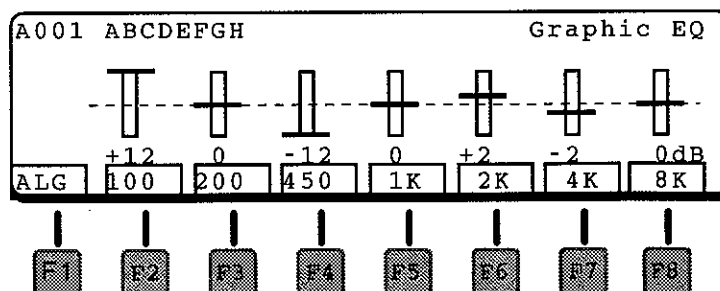 A001 ABCDEFGH Graphic EQ
+12 0 -12 0 +2 -2 0dB
ALG 100 200 450 1K 2K 4K 8K
F1 F2 F3 F4 F5 F6 F7 F8